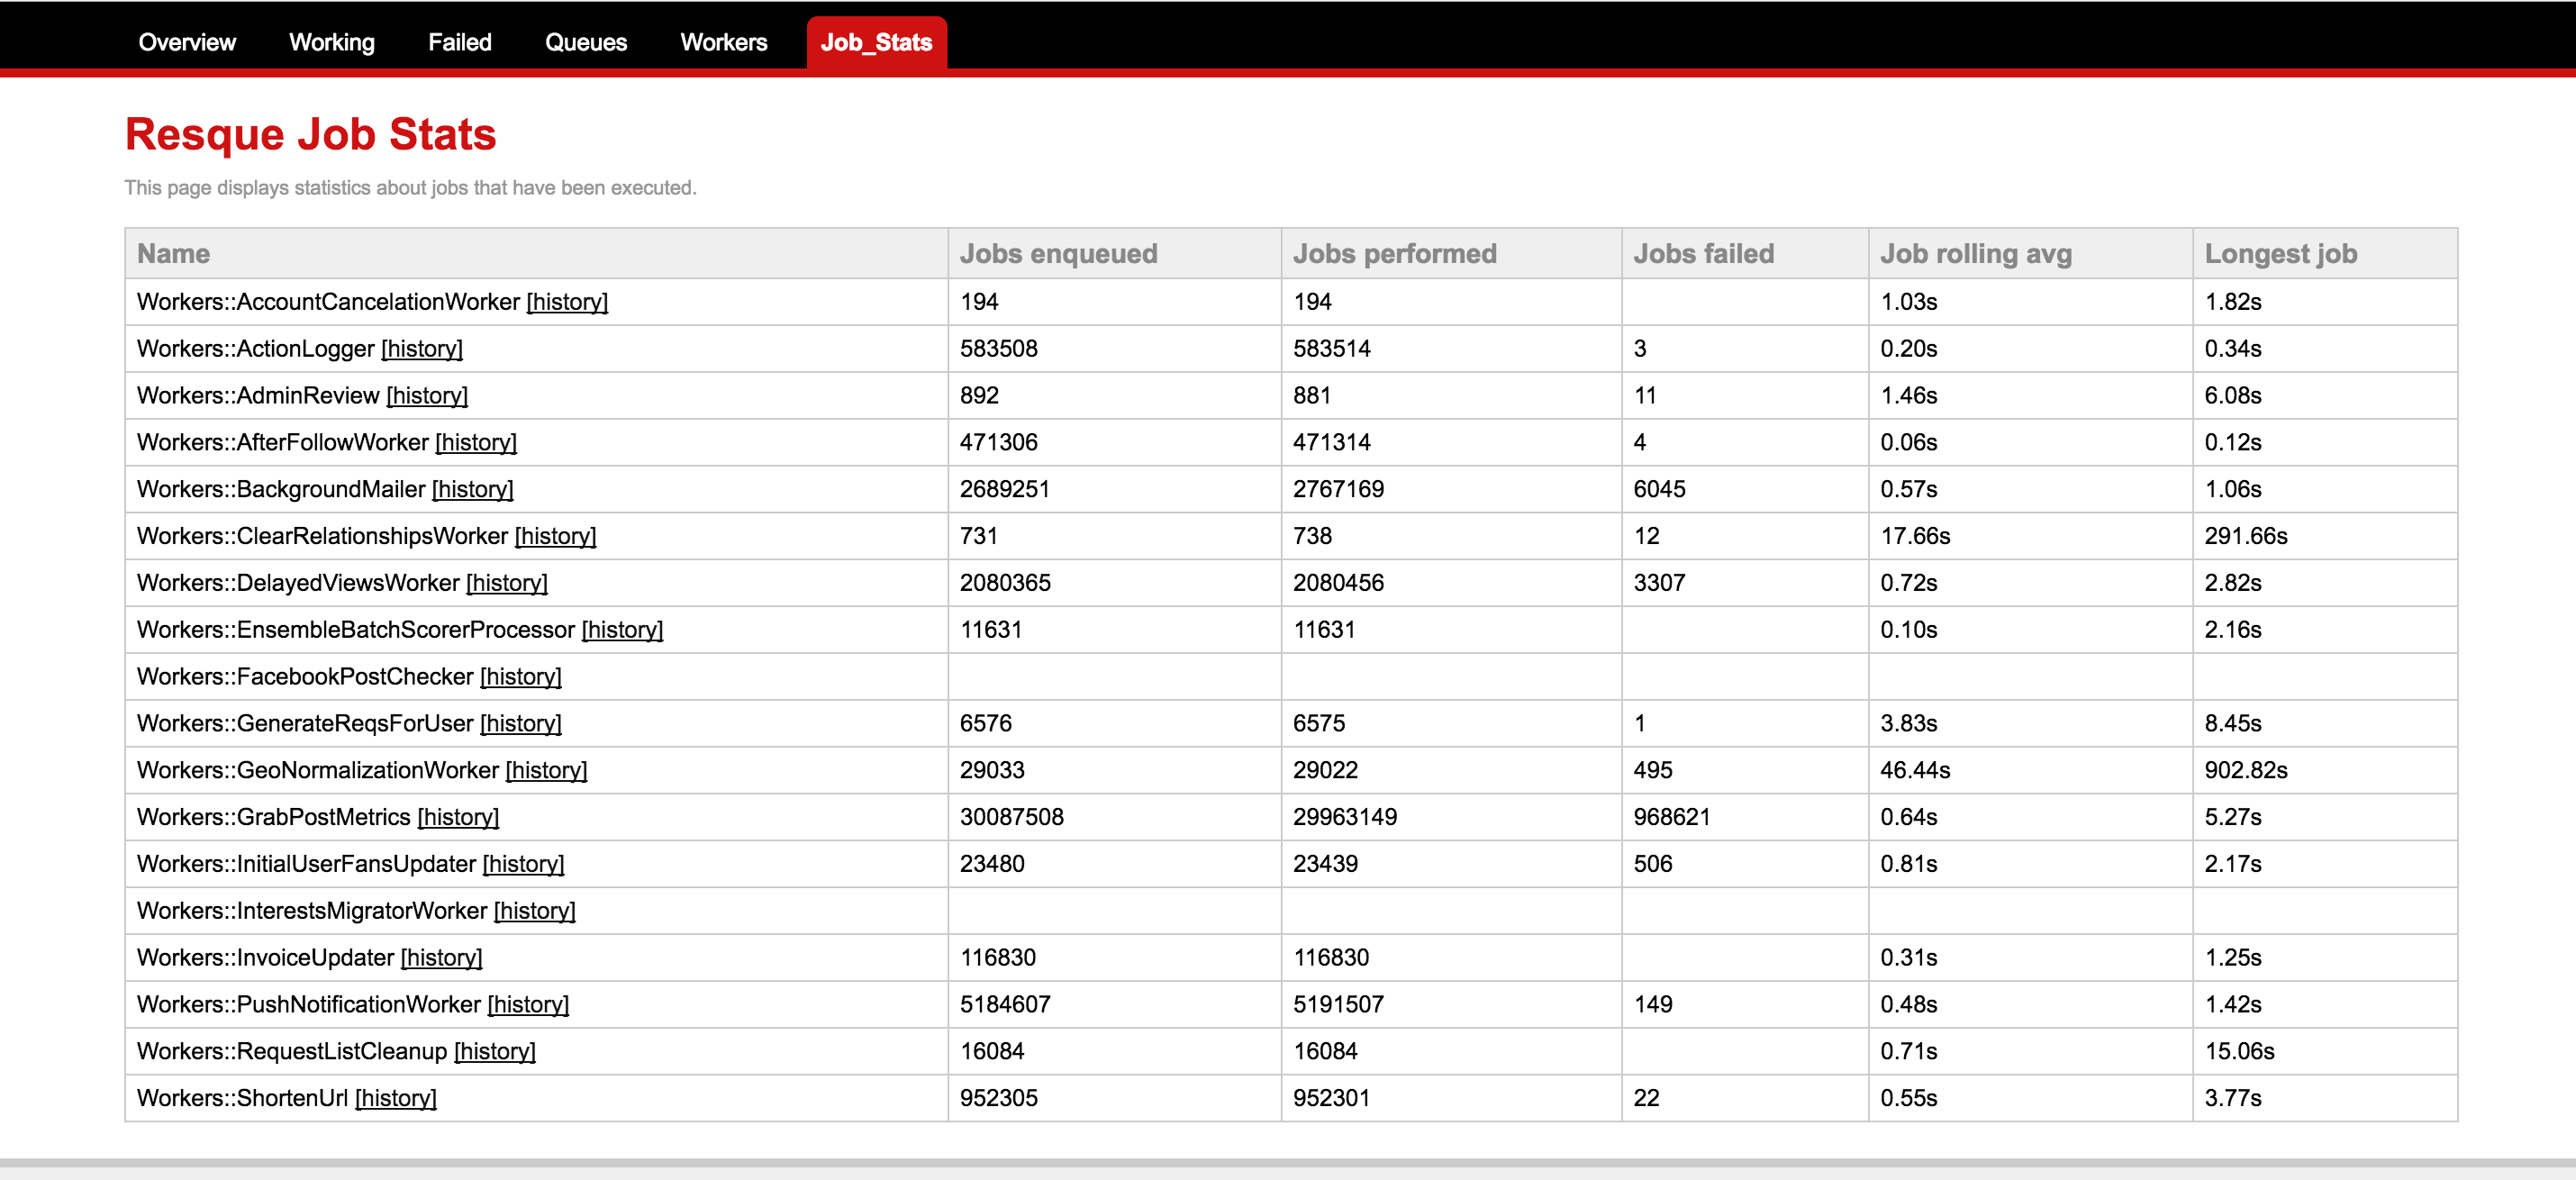 Overview Working Failed Queues Workers Job_Stats
Resque Job Stats
This page displays statistics about jobs that have been executed.
Name Jobs enqueued Jobs performed Jobs failed Job rolling avg Longest job
Workers::AccountCancelationWorker [history] 194 194 1.03s 1.82s
Workers::ActionLogger [history] 583508 583514 3 0.20s 0.34s
Workers::AdminReview [history] 892 881 11 1.46s 6.08s
Workers::AfterFollowWorker [history] 471306 471314 4 0.06s 0.12s
Workers::BackgroundMailer [history] 2689251 2767169 6045 0.57s 1.06s
Workers::ClearRelationshipsWorker [history] 731 738 12 17.66s 291.66s
Workers::DelayedViewsWorker [history] 2080365 2080456 3307 0.72s 2.82s
Workers::EnsembleBatchScorerProcessor [history] 11631 11631 0.10s 2.16s
Workers::FacebookPostChecker [history]
Workers::GenerateReqsForUser [history] 6576 6575 1 3.83s 8.45s
Workers::GeoNormalizationWorker [history] 29033 29022 495 46.44s 902.82s
Workers::GrabPostMetrics [history] 30087508 29963149 968621 0.64s 5.27s
Workers::InitialUserFansUpdater [history] 23480 23439 506 0.81s 2.17s
Workers::InterestsMigratorWorker [history]
Workers::InvoiceUpdater [history] 116830 116830 0.31s 1.25s
Workers::PushNotificationWorker [history] 5184607 5191507 149 0.48s 1.42s
Workers::RequestListCleanup [history] 16084 16084 0.71s 15.06s
Workers::ShortenUrl [history] 952305 952301 22 0.55s 3.77s